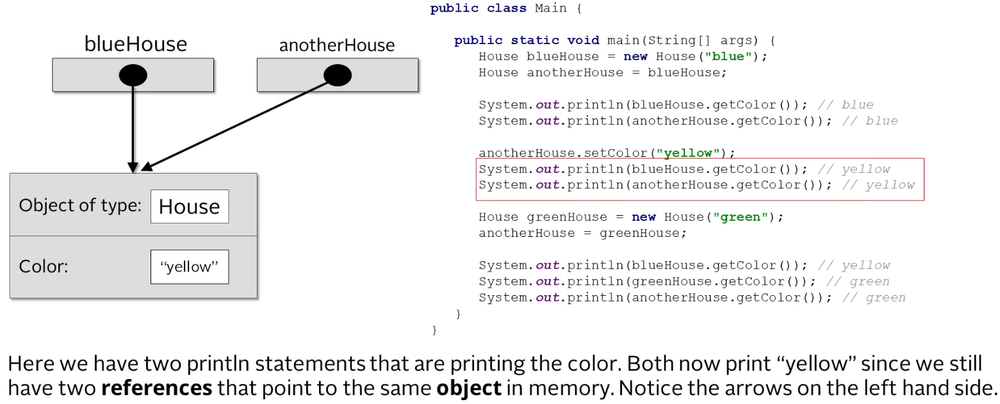 blueHouse
anotherHouse
Object of type: House
Color: “yellow”
public class Main {
public static void main(String[] args) {
House blueHouse = new House("blue");
House anotherHouse = blueHouse;
System.out.println(blueHouse.getColor()); // blue
System.out.println(anotherHouse.getColor()); // blue
anotherHouse.setColor("yellow");
System.out.println(blueHouse.getColor()); // yellow
System.out.println(anotherHouse.getColor()); // yellow
House greenHouse = new House("green");
anotherHouse = greenHouse;
System.out.println(blueHouse.getColor()); // yellow
System.out.println(greenHouse.getColor()); // green
System.out.println(anotherHouse.getColor()); // green
}
}
Here we have two println statements that are printing the color. Both now print “yellow” since we still
have two references that point to the same object in memory. Notice the arrows on the left hand side.